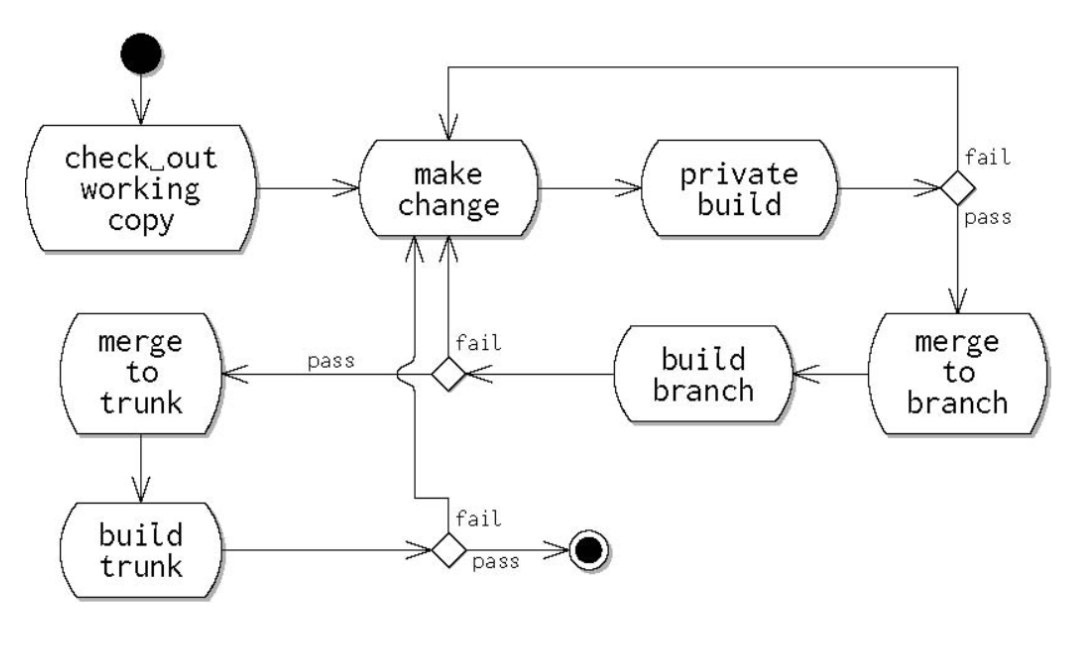 check␣out
working
copy
make
change
private
build
fail
pass
merge
to
branch
build
branch
fail
pass
merge
to
trunk
build
trunk
fail
pass